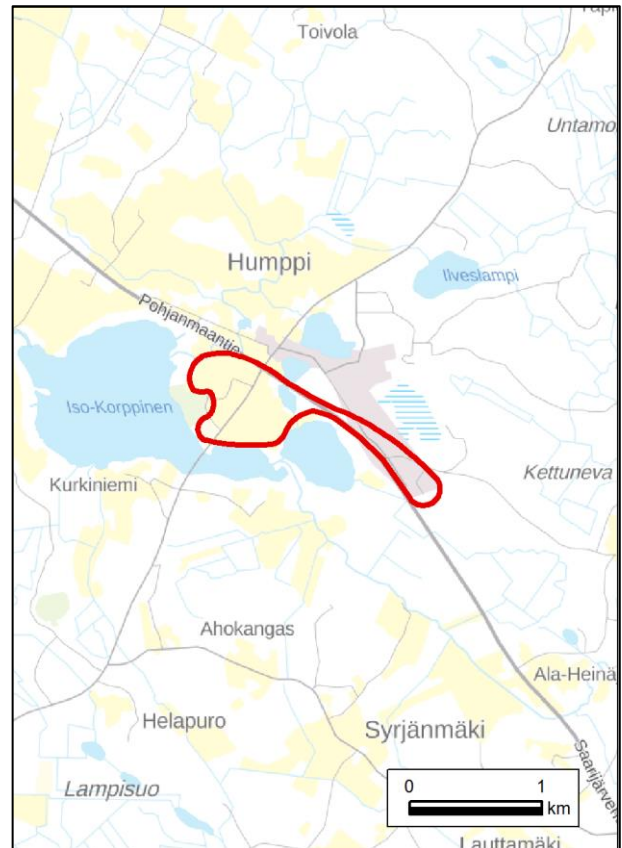 Toivola
Untamo
Humppi
Ilveslampi
Pohjanmaantie
Iso-Korppinen
Kurkiniemi
Kettuneva
Ahokangas
Ala-Heinä
Helapuro
Syrjänmäki
Saarijärven
Lampisuo
0 1
km
Lauttamäki